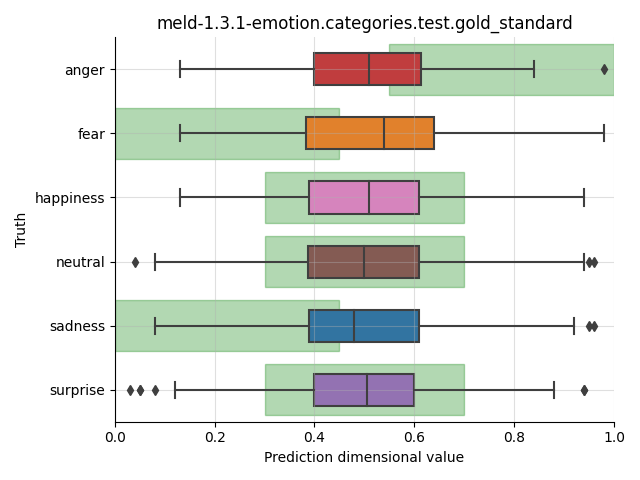 meld-1.3.1-emotion.categories.test.gold_standard
anger
fear
happiness
neutral
sadness
surprise
Truth
0.0 0.2 0.4 0.6 0.8 1.0
Prediction dimensional value